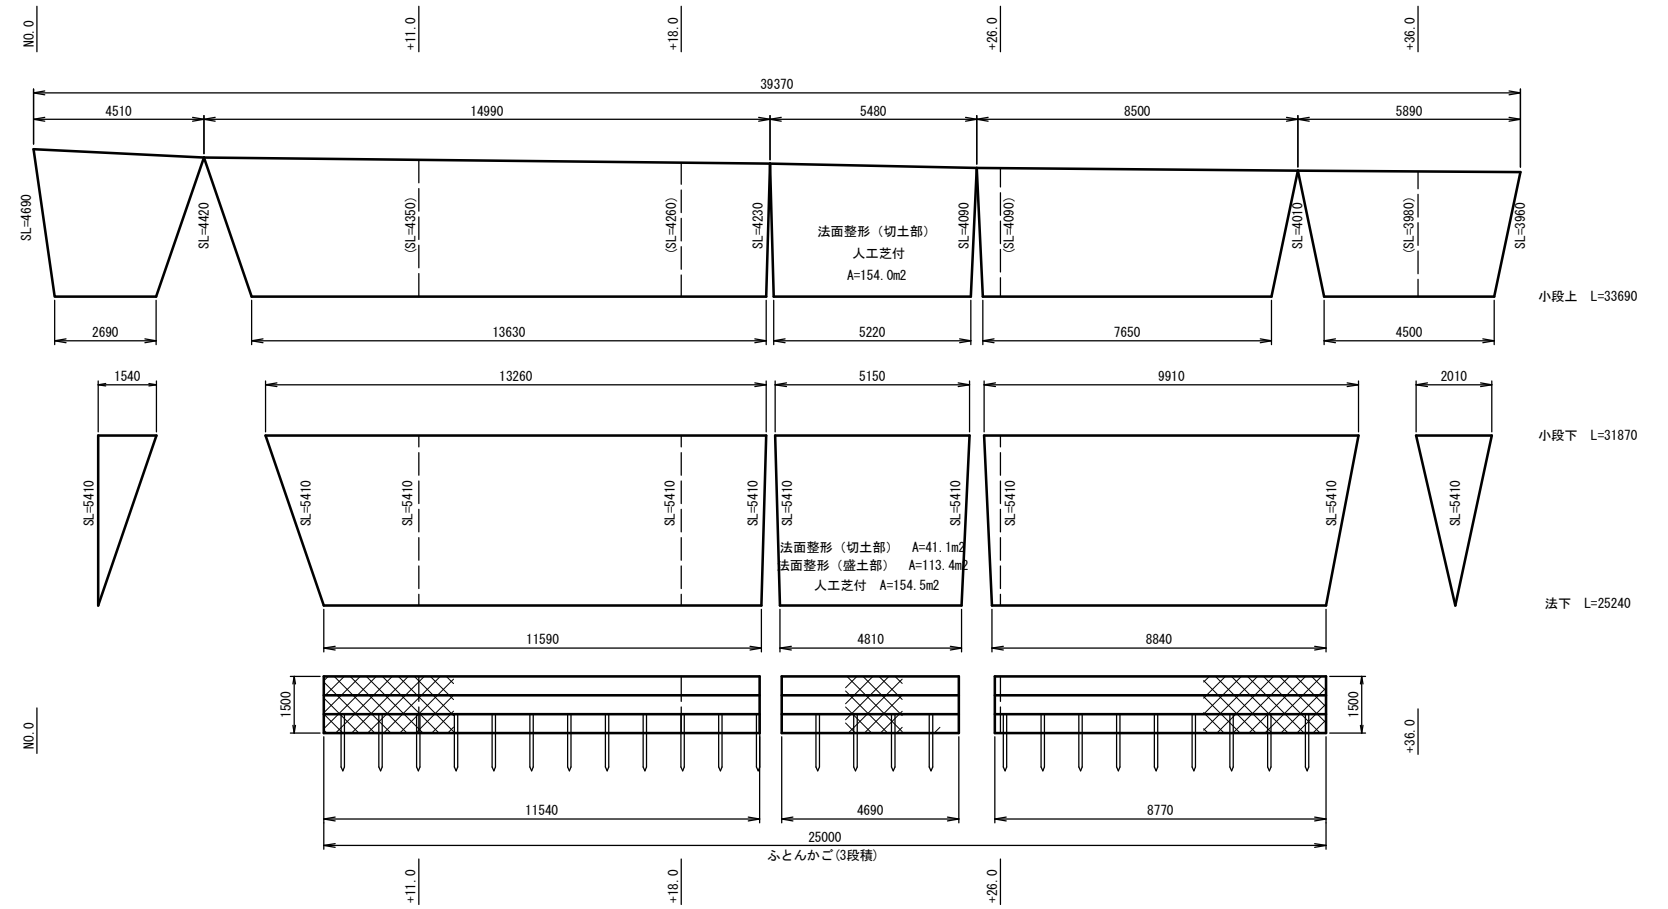 NO.0
+11.0
+18.0
+26.0
+36.0
39370
4510
14990
5480
8500
5890
SL=4690
SL=4420
(SL=4350)
(SL=4260)
SL=4230
法面整形（切土部）
人工芝付
A=154.0m2
SL=4090
(SL=4090)
SL=4010
(SL=3980)
SL=3960
小段上 L=33690
2690
13630
5220
7650
4500
1540
13260
5150
9910
2010
小段下 L=31870
SL=5410
SL=5410
SL=5410
SL=5410
SL=5410
SL=5410
SL=5410
SL=5410
SL=5410
SL=5410
法面整形（切土部） A=41.1m2
法面整形（盛土部） A=113.4m2
人工芝付 A=154.5m2
法下 L=25240
11590
4810
8840
1500
1500
NO.0
+36.0
11540
4690
8770
25000
ふとんかご(3段積)
+11.0
+18.0
+26.0